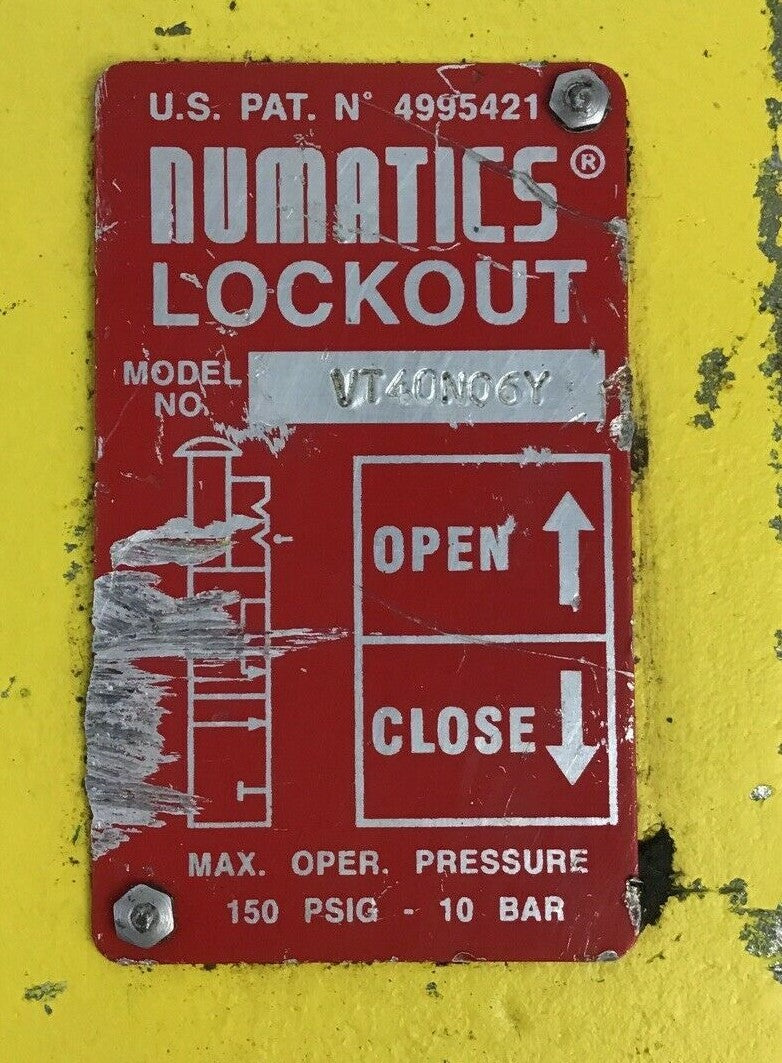 U.S. PAT. N° 4995421
NUMATICS®
LOCKOUT
MODEL NO. VT40N06Y
OPEN
CLOSE
MAX. OPER. PRESSURE
150 PSIG - 10 BAR